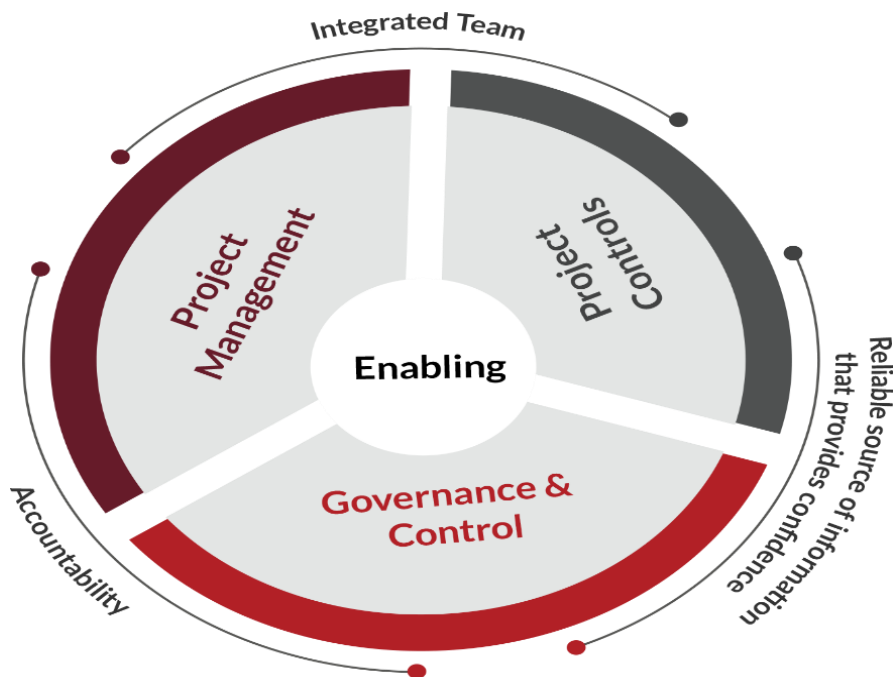 Integrated Team
Project
Management
Project
Controls
Enabling
Governance &
Control
Accountability
Reliable source of information
that provides confidence